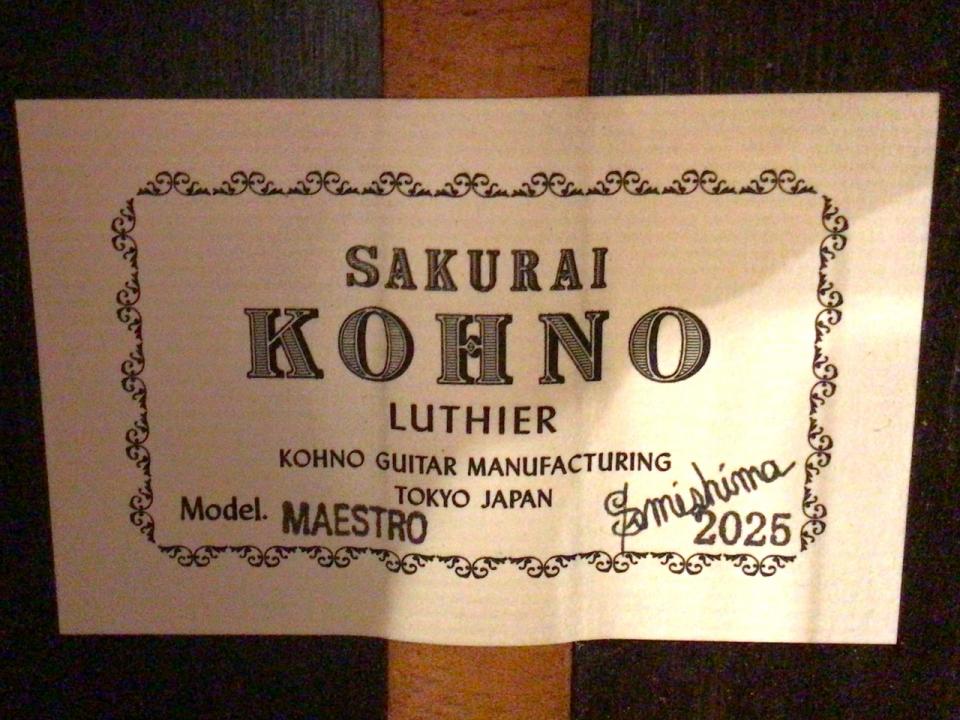 SAKURAI
KOHNO
LUTHIER
KOHNO GUITAR MANUFACTURING
TOKYO JAPAN
Model. MAESTRO
2025